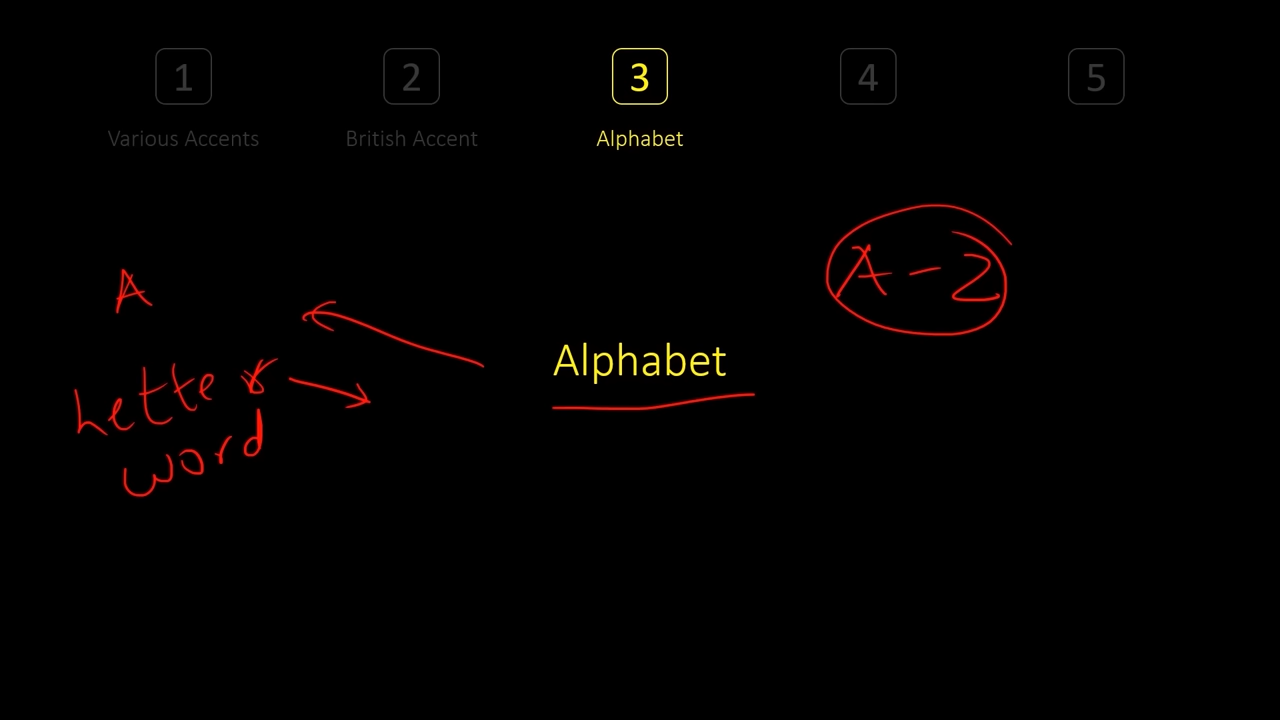 1 2 3 4 5
Various Accents British Accent Alphabet
A - Z
A
Alphabet
Letter
word